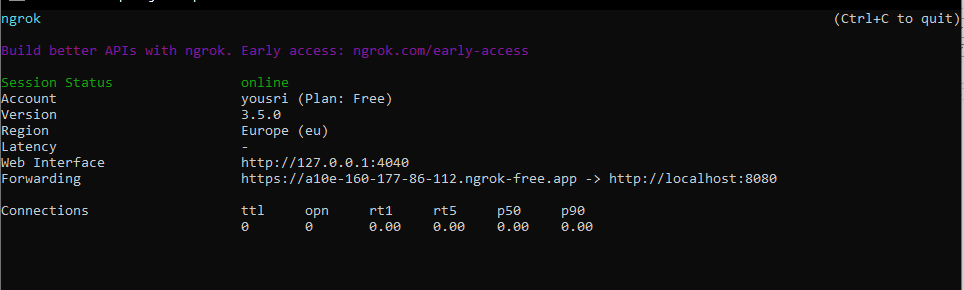 ngrok (Ctrl+C to quit)
Build better APIs with ngrok. Early access: ngrok.com/early-access
Session Status online
Account yousri (Plan: Free)
Version 3.5.0
Region Europe (eu)
Latency -
Web Interface http://127.0.0.1:4040
Forwarding https://a10e-160-177-86-112.ngrok-free.app -> http://localhost:8080
Connections ttl opn rt1 rt5 p50 p90
0 0 0.00 0.00 0.00 0.00